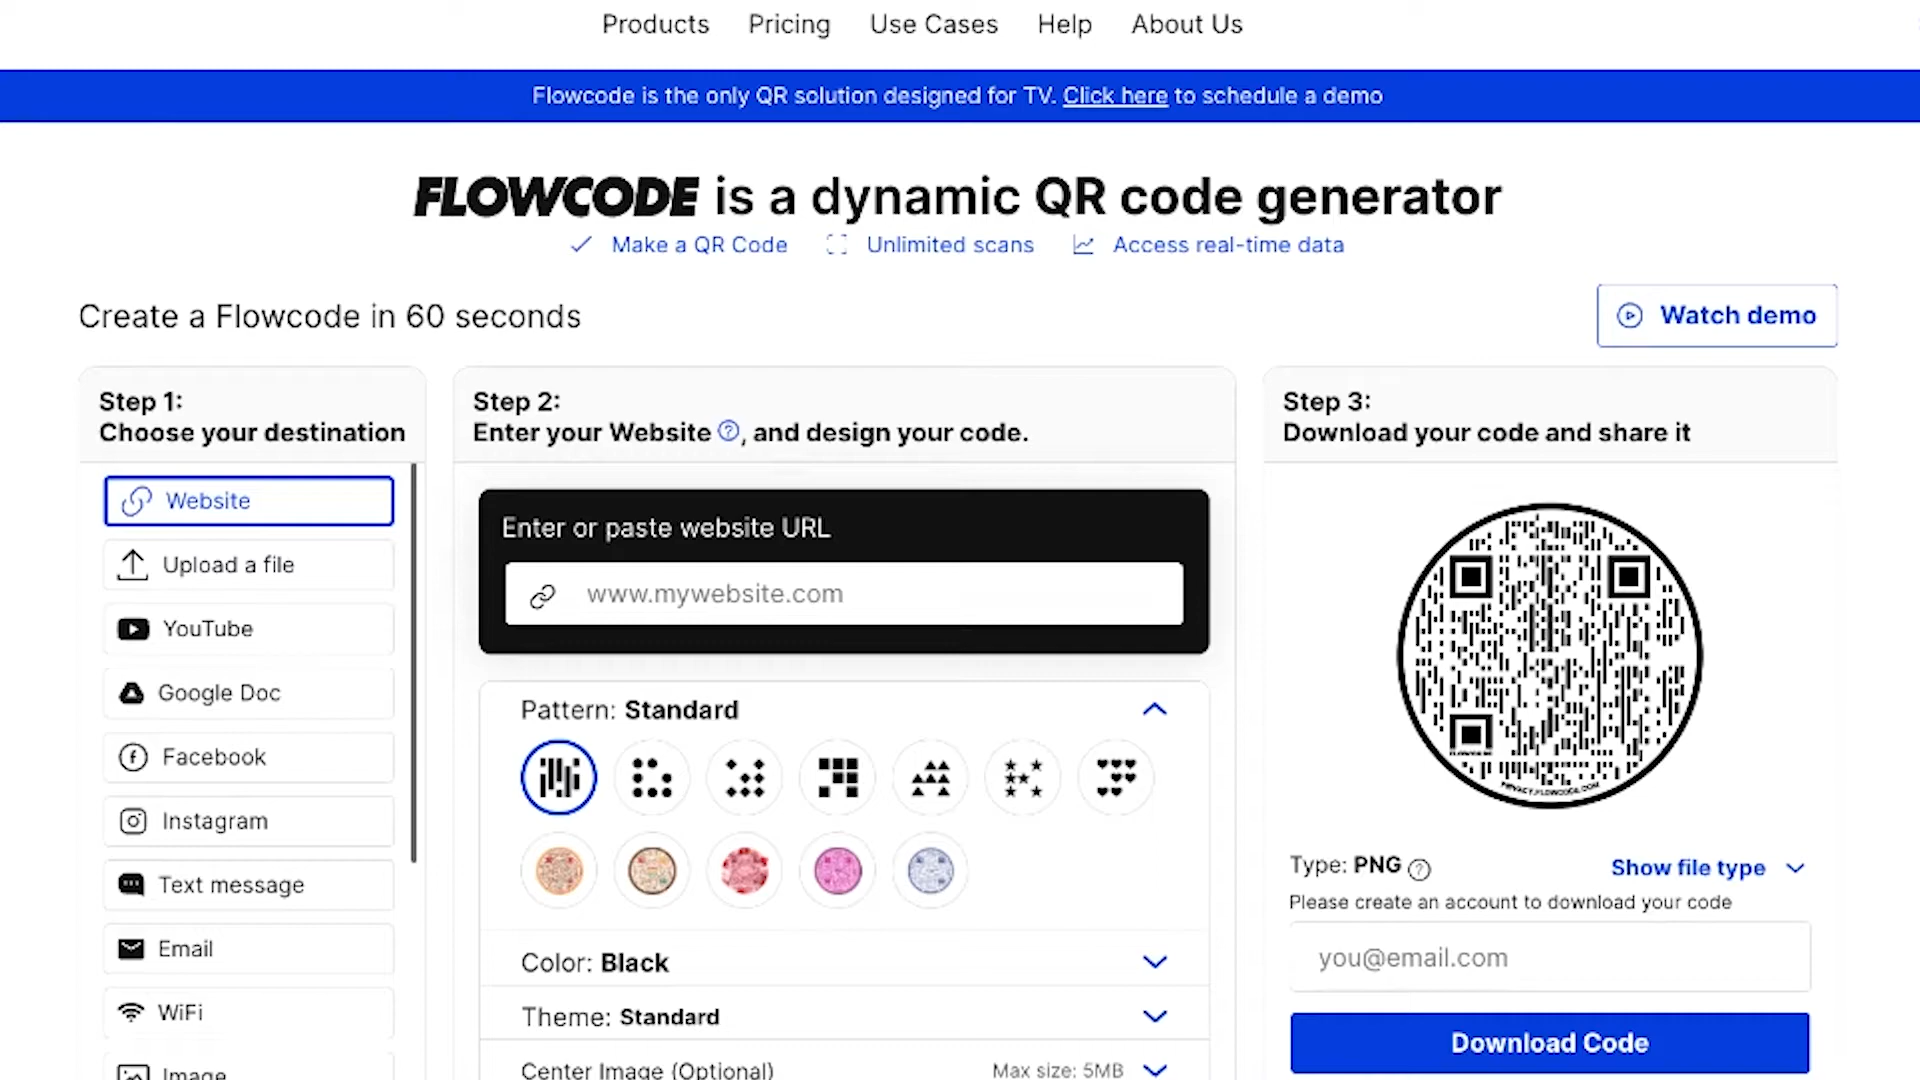 Products Pricing Use Cases Help About Us
Flowcode is the only QR solution designed for TV. Click here to schedule a demo
FLOWCODE is a dynamic QR code generator
Make a QR Code Unlimited scans Access real-time data
Create a Flowcode in 60 seconds
Watch demo
Step 1:
Choose your destination
Website
Upload a file
YouTube
Google Doc
Facebook
Instagram
Text message
Email
WiFi
Image
Step 2:
Enter your Website ?, and design your code.
Enter or paste website URL
www.mywebsite.com
Pattern: Standard
Color: Black
Theme: Standard
Center Image (Optional) Max size: 5MB
Step 3:
Download your code and share it
PRIVACY.FLOWCODE.COM
Type: PNG ?
Show file type
Please create an account to download your code
you@email.com
Download Code